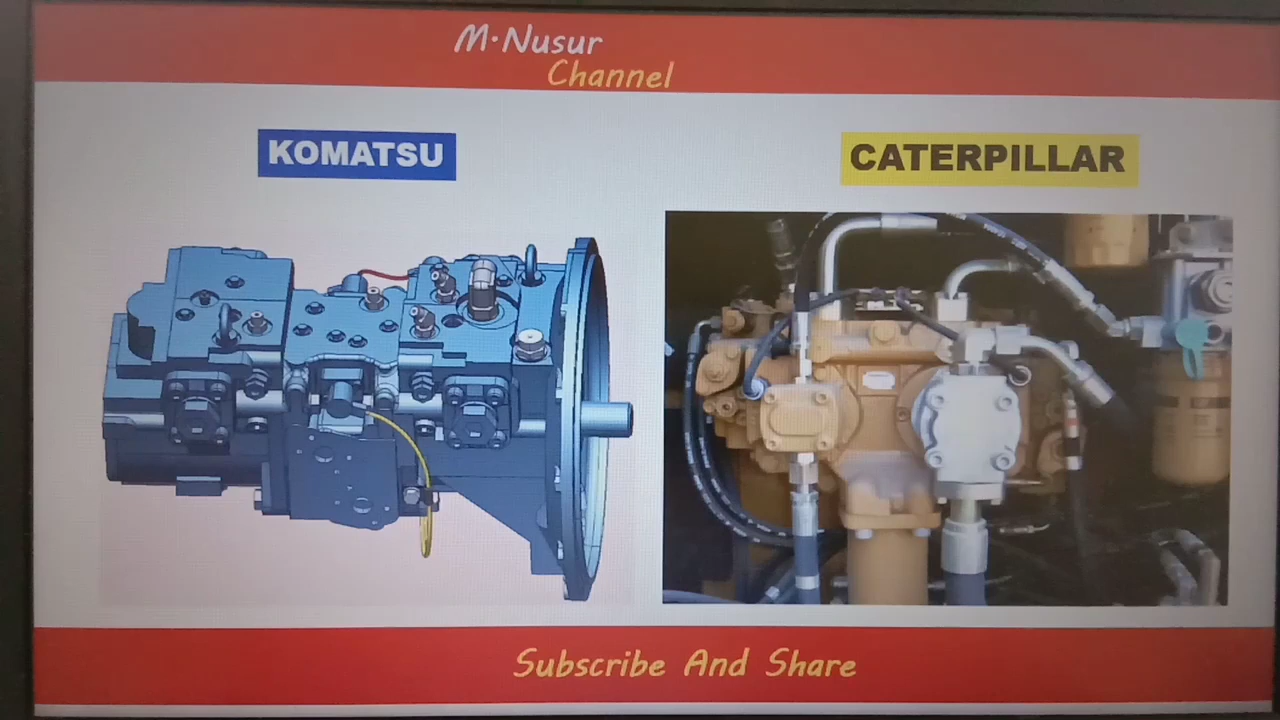 M·Nusur
Channel
KOMATSU
CATERPILLAR
Subscribe And Share